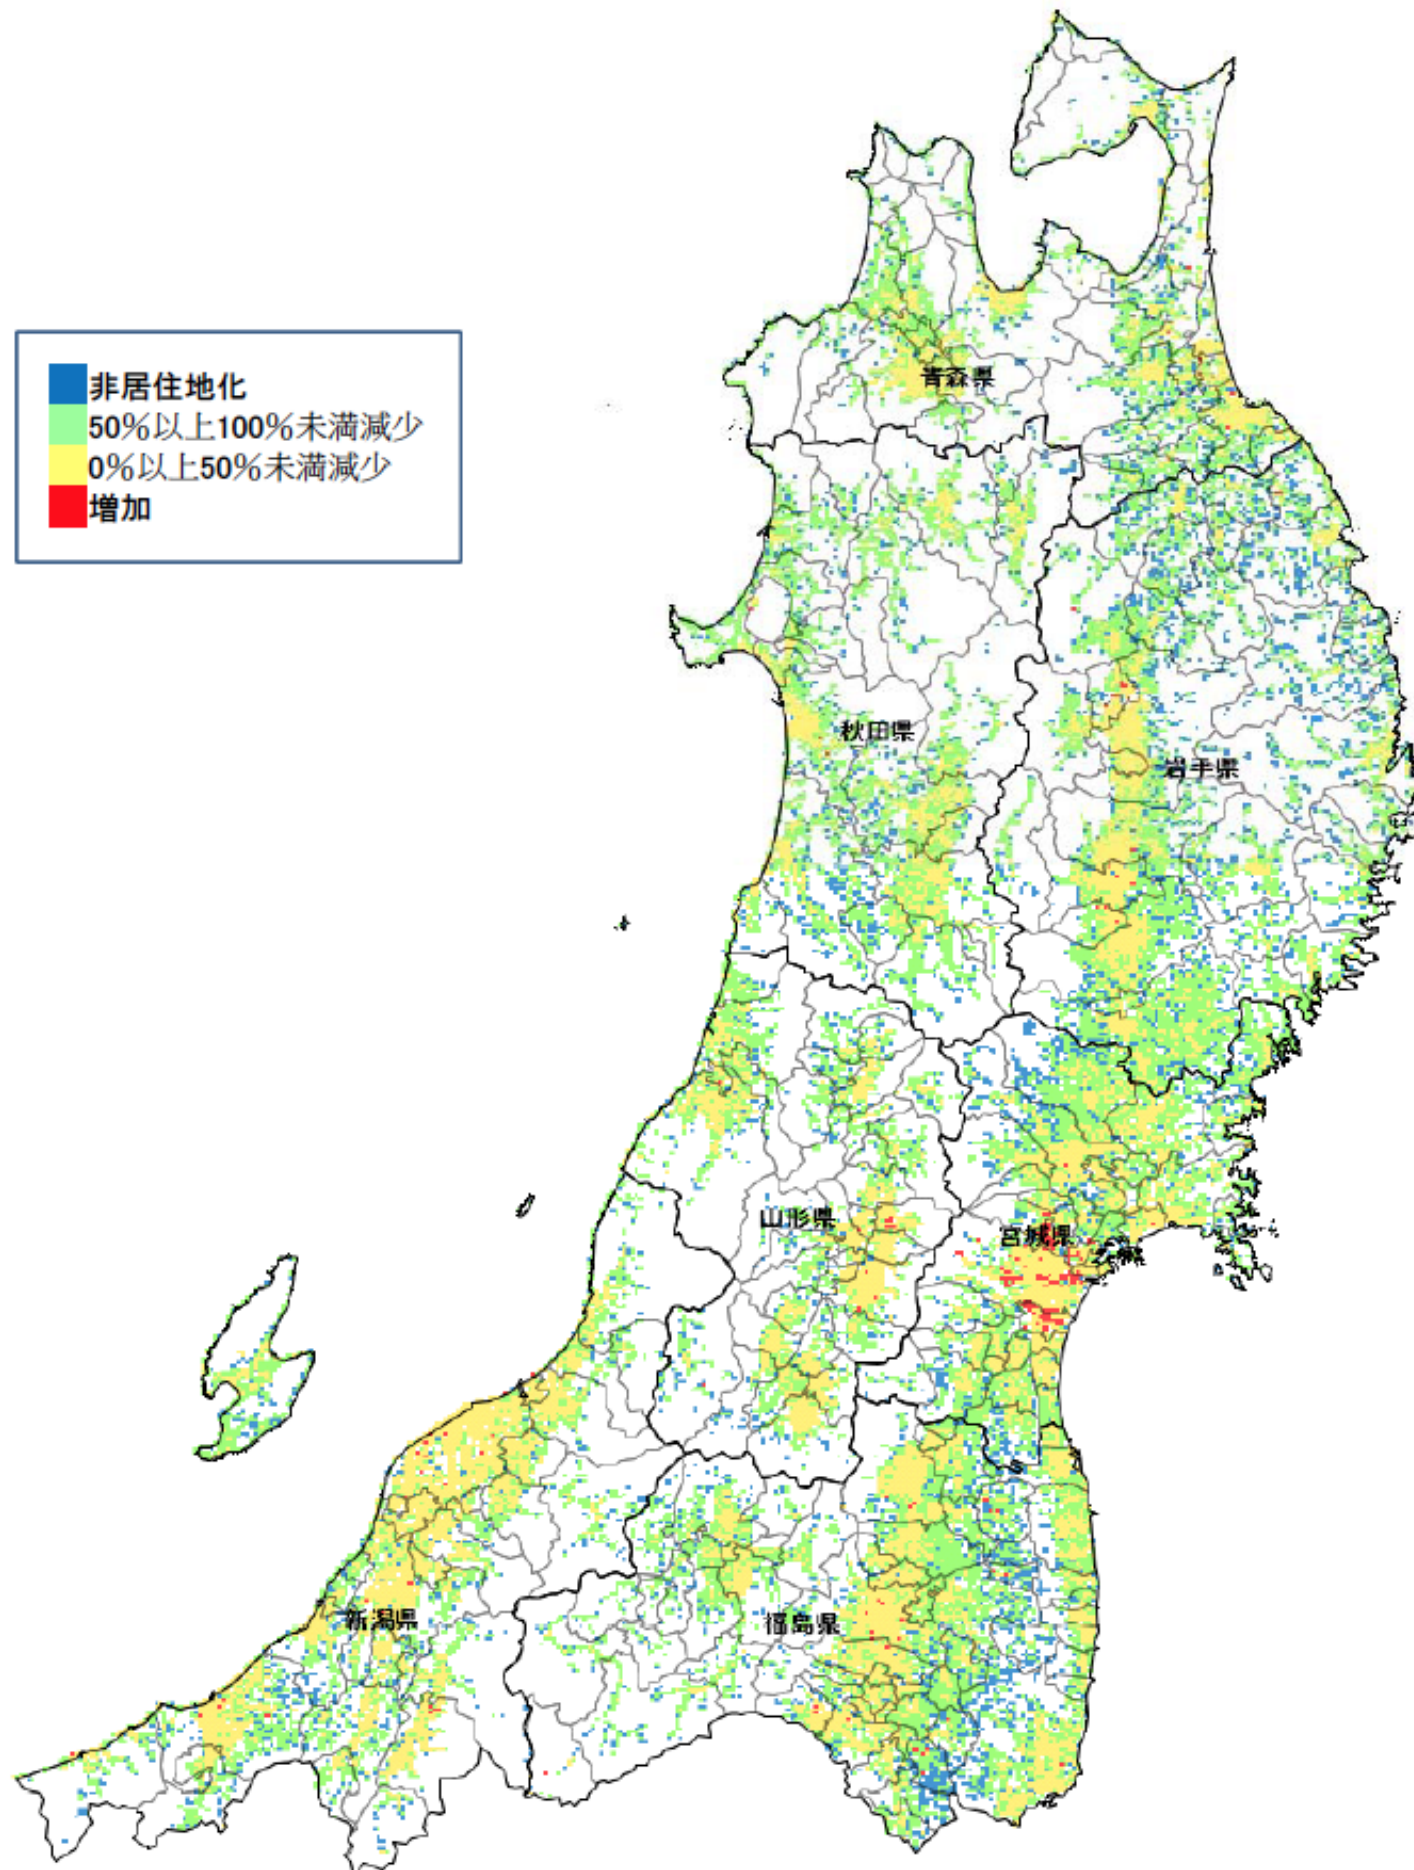 非居住地化
50%以上100%未満減少
0%以上50%未満減少
増加
青森県
秋田県
岩手県
山形県
宮城県
新潟県
福島県